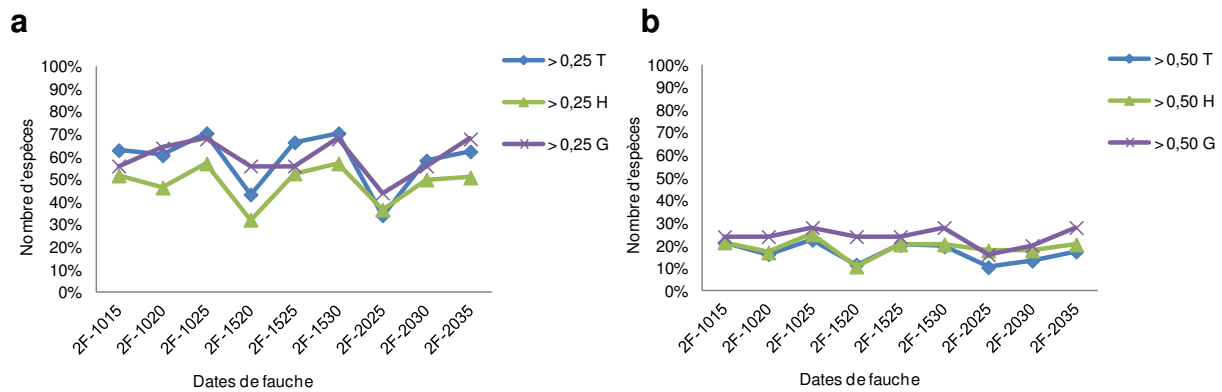 a
100%
90%
80%
70%
60%
50%
40%
30%
20%
10%
0%
Nombre d'espèces
2F-1015
2F-1020
2F-1025
2F-1520
2F-1525
2F-1530
2F-2025
2F-2030
2F-2035
Dates de fauche
> 0,25 T
> 0,25 H
> 0,25 G
b
100%
90%
80%
70%
60%
50%
40%
30%
20%
10%
0%
Nombre d'espèces
2F-1015
2F-1020
2F-1025
2F-1520
2F-1525
2F-1530
2F-2025
2F-2030
2F-2035
Dates de fauche
> 0,50 T
> 0,50 H
> 0,50 G